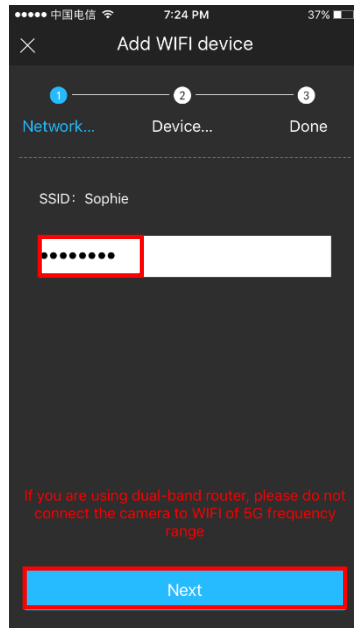 中国电信 7:24 PM 37%
Add WIFI device
1 2 3
Network... Device... Done
SSID: Sophie
••••••••
If you are using dual-band router, please do not
connect the camera to WIFI of 5G frequency
range
Next